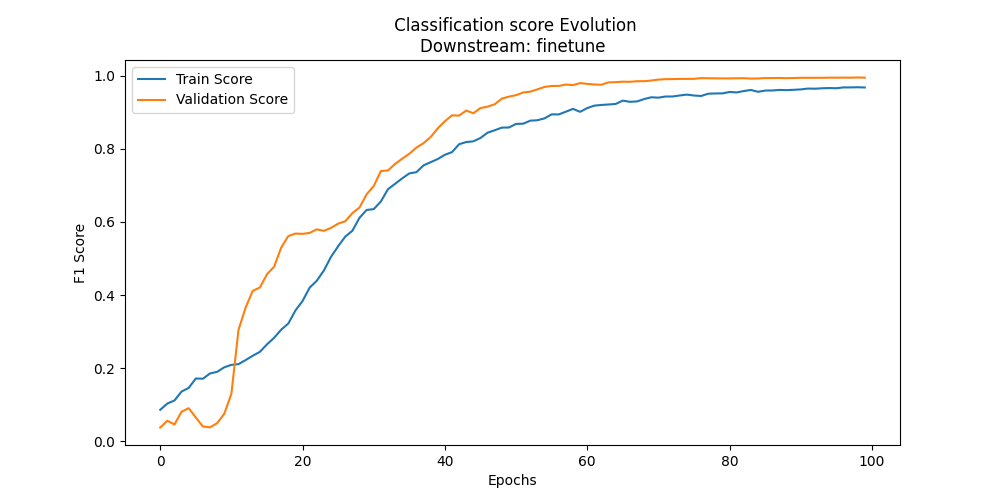 Classification score Evolution
Downstream: finetune
Train Score
Validation Score
F1 Score
1.0
0.8
0.6
0.4
0.2
0.0
0 20 40 60 80 100
Epochs